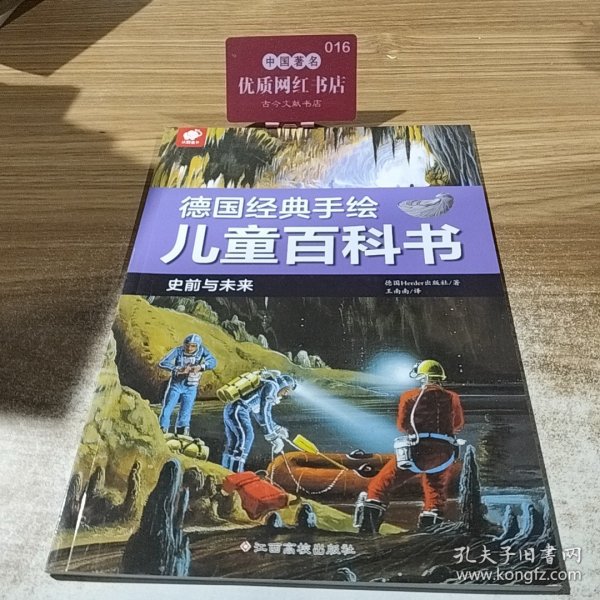 016
中国著名
优质网红书店
古今文献书店
德国经典手绘
儿童百科书
史前与未来
德国Herder出版社/著
王南南/译
江西高校出版社
孔夫子旧书网
www.kongfz.com